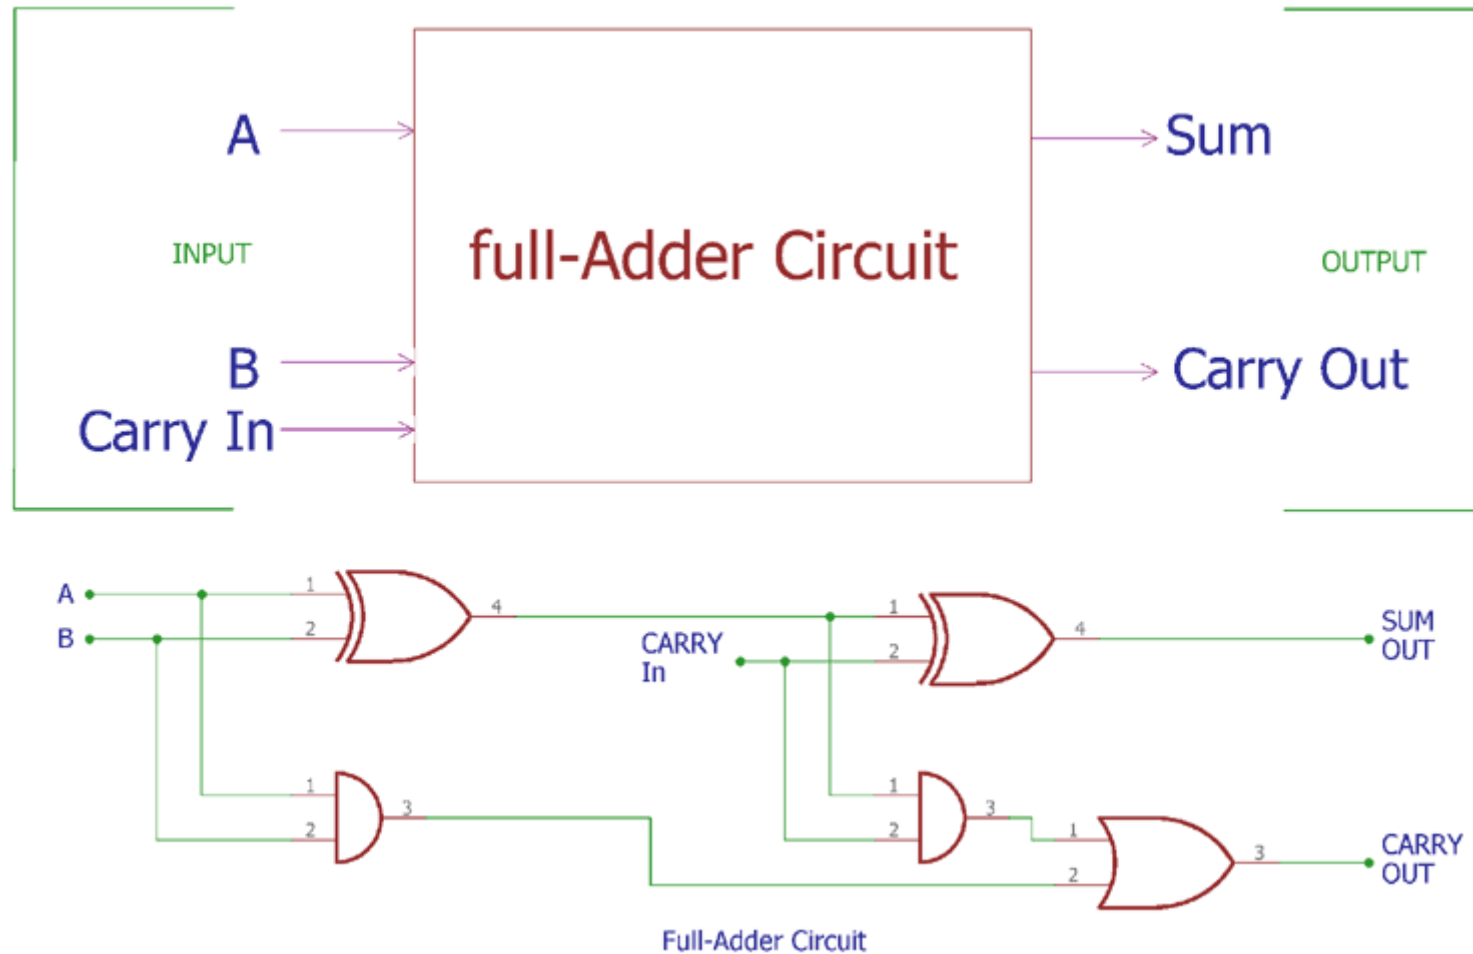 A
Sum
INPUT
full-Adder Circuit
OUTPUT
B
Carry Out
Carry In
A
1
4
B
2
CARRY
In
1
2
4
SUM
OUT
1
2
3
1
2
3
1
2
3
CARRY
OUT
Full-Adder Circuit